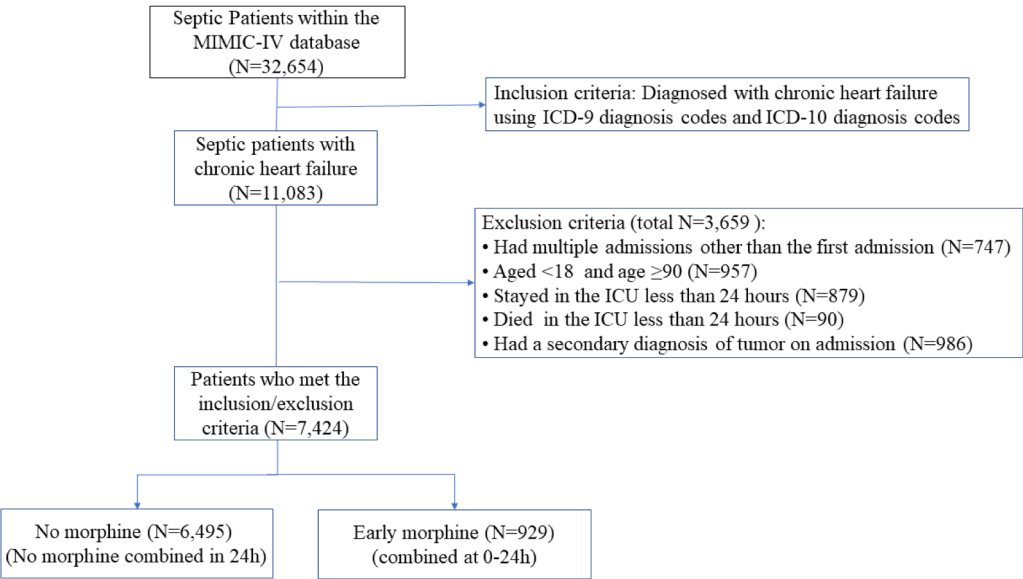 Septic Patients within the
MIMIC-IV database
(N=32,654)
Inclusion criteria: Diagnosed with chronic heart failure
using ICD-9 diagnosis codes and ICD-10 diagnosis codes
Septic patients with
chronic heart failure
(N=11,083)
Exclusion criteria (total N=3,659 ):
• Had multiple admissions other than the first admission (N=747)
• Aged <18 and age ≥90 (N=957)
• Stayed in the ICU less than 24 hours (N=879)
• Died in the ICU less than 24 hours (N=90)
• Had a secondary diagnosis of tumor on admission (N=986)
Patients who met the
inclusion/exclusion
criteria (N=7,424)
No morphine (N=6,495)
(No morphine combined in 24h)
Early morphine (N=929)
(combined at 0-24h)